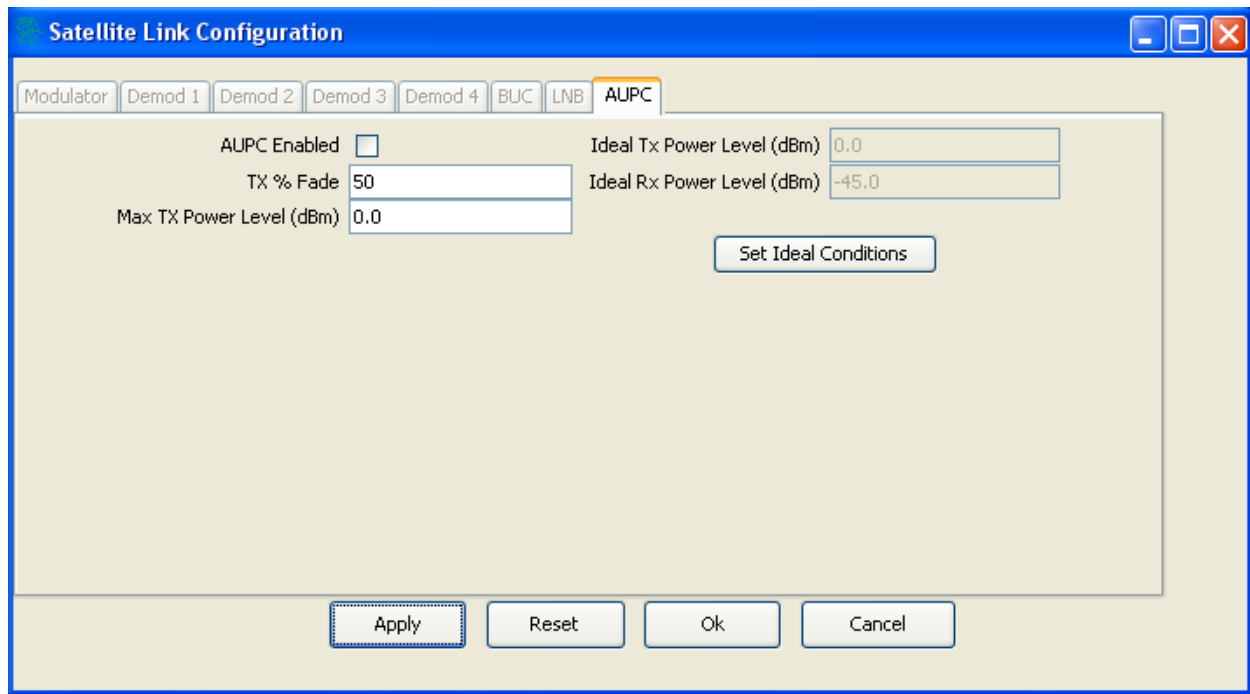 Satellite Link Configuration
Modulator Demod 1 Demod 2 Demod 3 Demod 4 BUC LNB AUPC
AUPC Enabled Ideal Tx Power Level (dBm) 0.0
TX % Fade 50 Ideal Rx Power Level (dBm) -45.0
Max TX Power Level (dBm) 0.0
Set Ideal Conditions
Apply Reset Ok Cancel